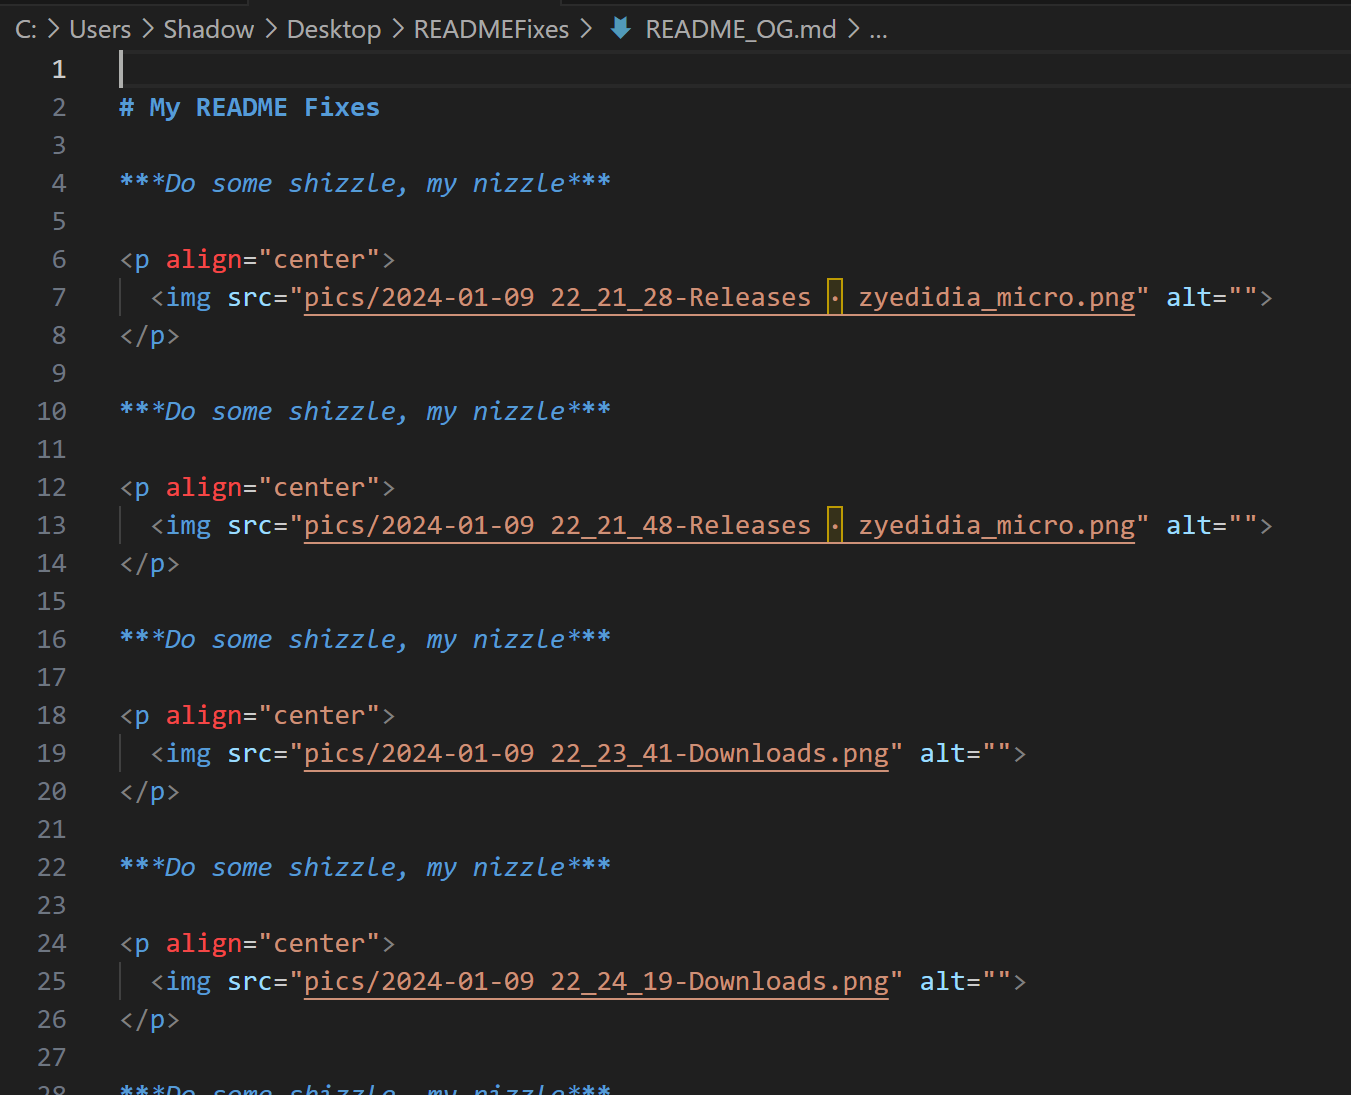 C: > Users > Shadow > Desktop > READMEFixes > README_OG.md > ...
1
2 # My README Fixes
3
4 ***Do some shizzle, my nizzle***
5
6 <p align="center">
7 <img src="pics/2024-01-09 22_21_28-Releases · zyedidia_micro.png" alt="">
8 </p>
9
10 ***Do some shizzle, my nizzle***
11
12 <p align="center">
13 <img src="pics/2024-01-09 22_21_48-Releases · zyedidia_micro.png" alt="">
14 </p>
15
16 ***Do some shizzle, my nizzle***
17
18 <p align="center">
19 <img src="pics/2024-01-09 22_23_41-Downloads.png" alt="">
20 </p>
21
22 ***Do some shizzle, my nizzle***
23
24 <p align="center">
25 <img src="pics/2024-01-09 22_24_19-Downloads.png" alt="">
26 </p>
27
28 ***Do some shizzle, my nizzle***